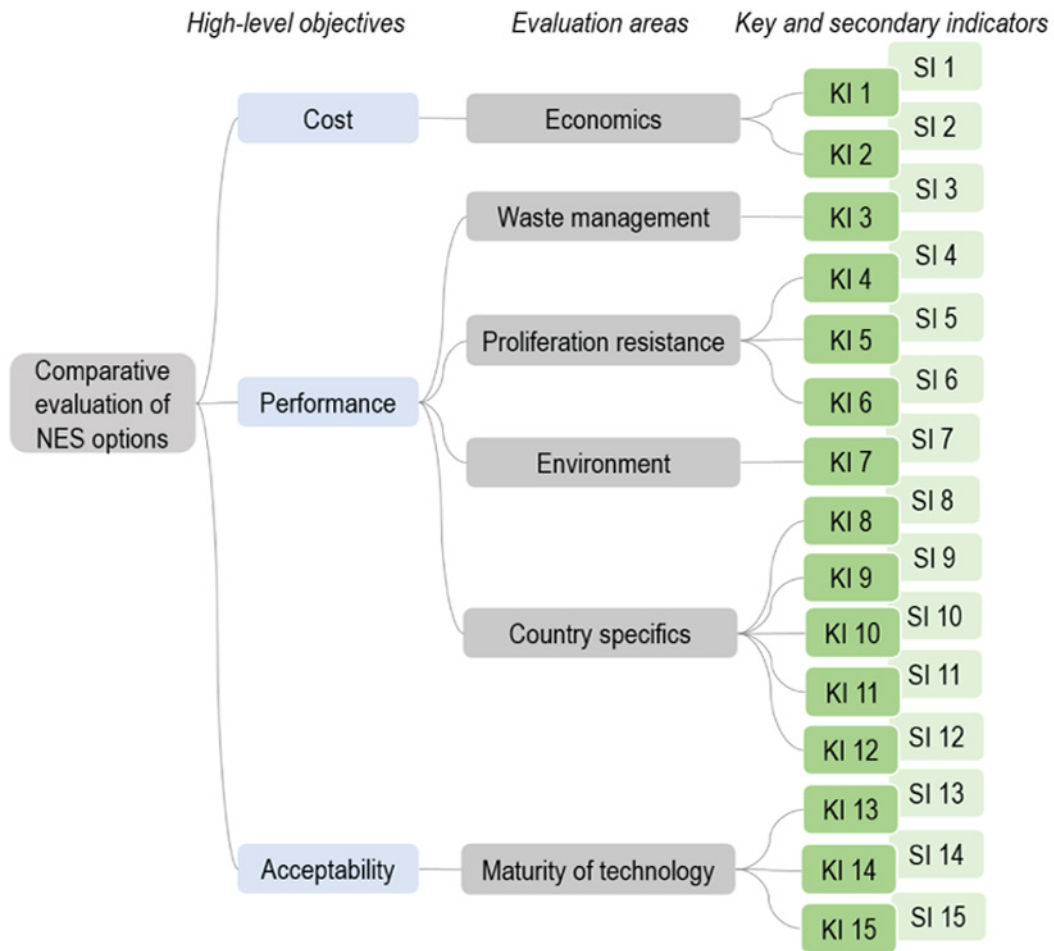 High-level objectives
Evaluation areas
Key and secondary indicators
Comparative
evaluation of
NES options
Cost
Performance
Acceptability
Economics
Waste management
Proliferation resistance
Environment
Country specifics
Maturity of technology
KI 1
SI 1
KI 2
SI 2
KI 3
SI 3
KI 4
SI 4
KI 5
SI 5
KI 6
SI 6
KI 7
SI 7
KI 8
SI 8
KI 9
SI 9
KI 10
SI 10
KI 11
SI 11
KI 12
SI 12
KI 13
SI 13
KI 14
SI 14
KI 15
SI 15